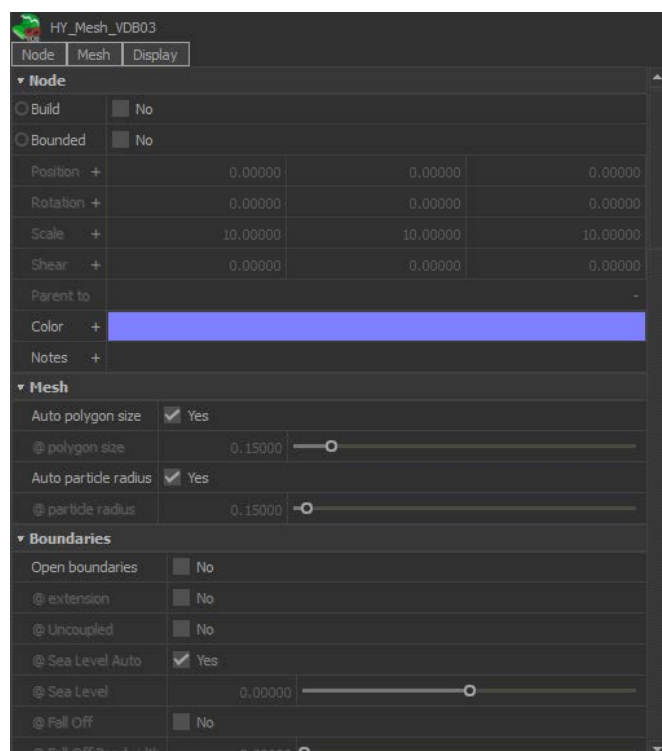 HY_Mesh_VDB03
Node Mesh Display
▾ Node
Build No
Bounded No
Position + 0.00000 0.00000 0.00000
Rotation + 0.00000 0.00000 0.00000
Scale + 10.00000 10.00000 10.00000
Shear + 0.00000 0.00000 0.00000
Parent to -
Color +
Notes +
▾ Mesh
Auto polygon size Yes
@ polygon size 0.15000
Auto particle radius Yes
@ particle radius 0.15000
▾ Boundaries
Open boundaries No
@ extension No
@ Uncoupled No
@ Sea Level Auto Yes
@ Sea Level 0.00000
@ Fall Off No